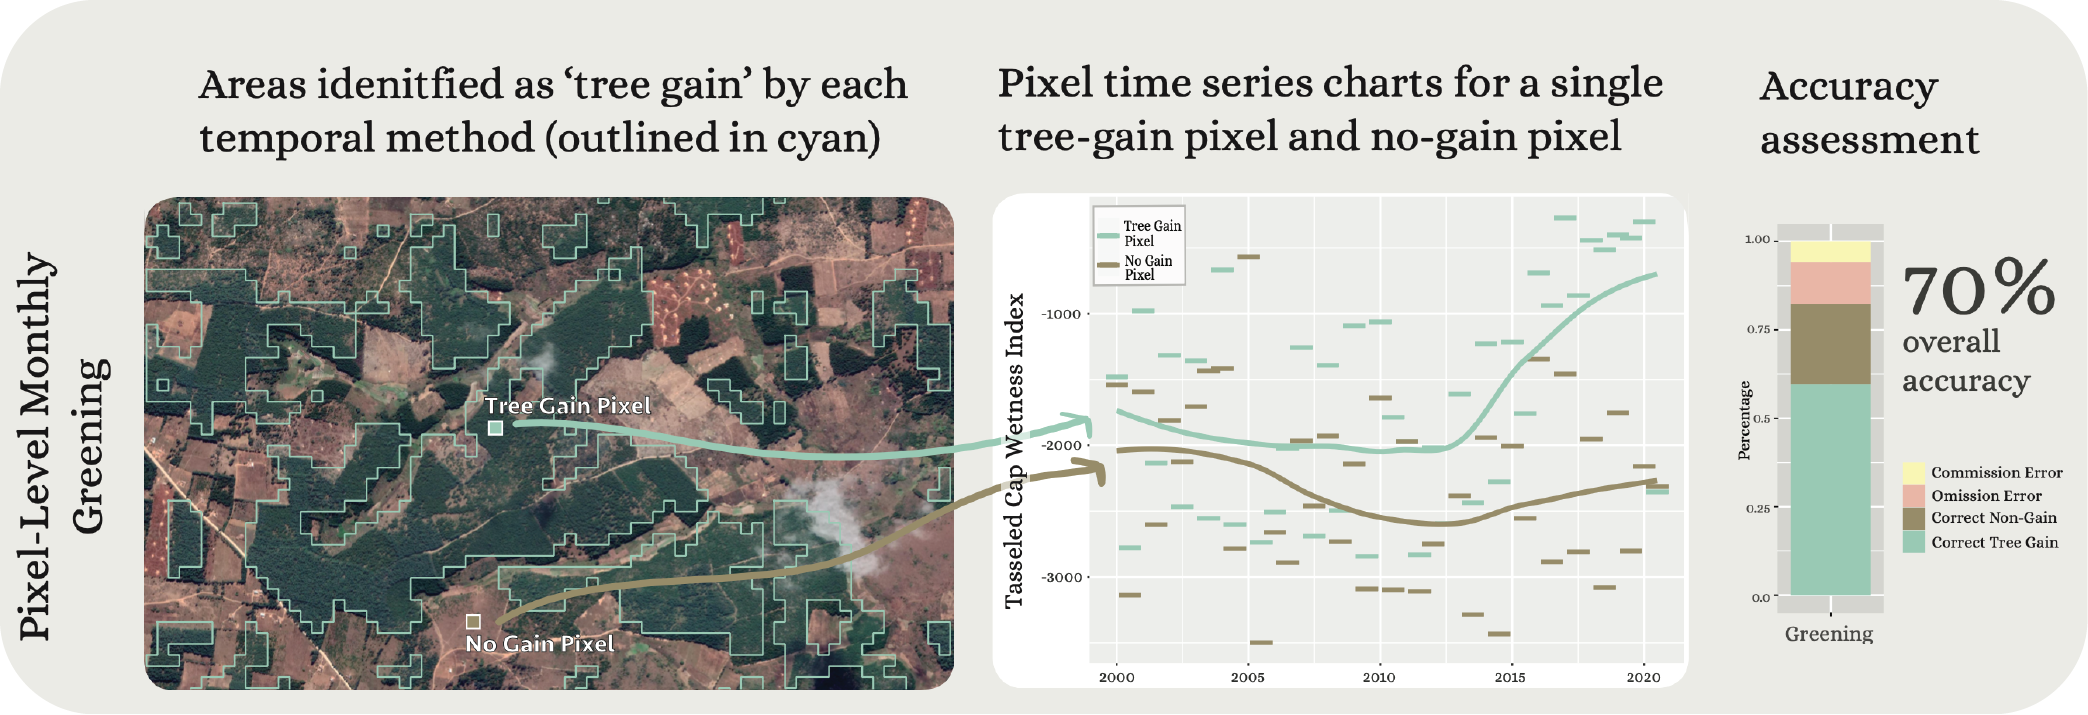 Areas idenitfied as ‘tree gain’ by each
temporal method (outlined in cyan)
Pixel time series charts for a single
tree-gain pixel and no-gain pixel
Accuracy
assessment
Pixel-Level Monthly
Greening
Tree Gain Pixel
No Gain Pixel
Tasseled Cap Wetness Index
Tree Gain
Pixel
No Gain
Pixel
-1000
-2000
-3000
2000
2005
2010
2015
2020
Percentage
1.00
0.75
0.5
0.25
0.0
Greening
70%
overall
accuracy
Commission Error
Omission Error
Correct Non-Gain
Correct Tree Gain